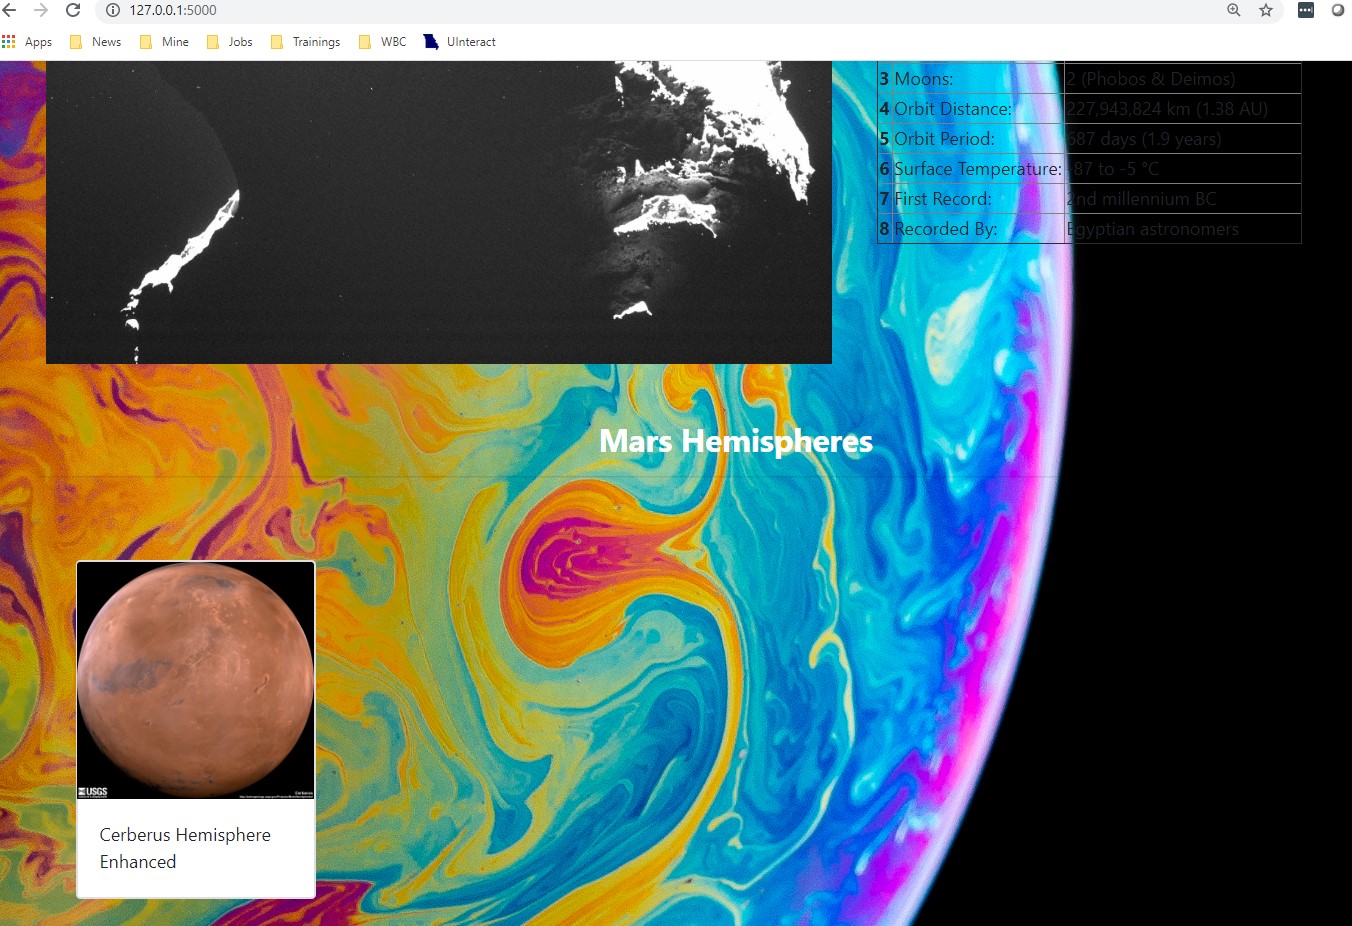 127.0.0.1:5000
Apps News Mine Jobs Trainings WBC UInteract
3 Moons: 2 (Phobos & Deimos)
4 Orbit Distance: 227,943,824 km (1.38 AU)
5 Orbit Period: 687 days (1.9 years)
6 Surface Temperature: -87 to -5 °C
7 First Record: 2nd millennium BC
8 Recorded By: Egyptian astronomers
Mars Hemispheres
USGS
Cerberus
Cerberus Hemisphere
Enhanced